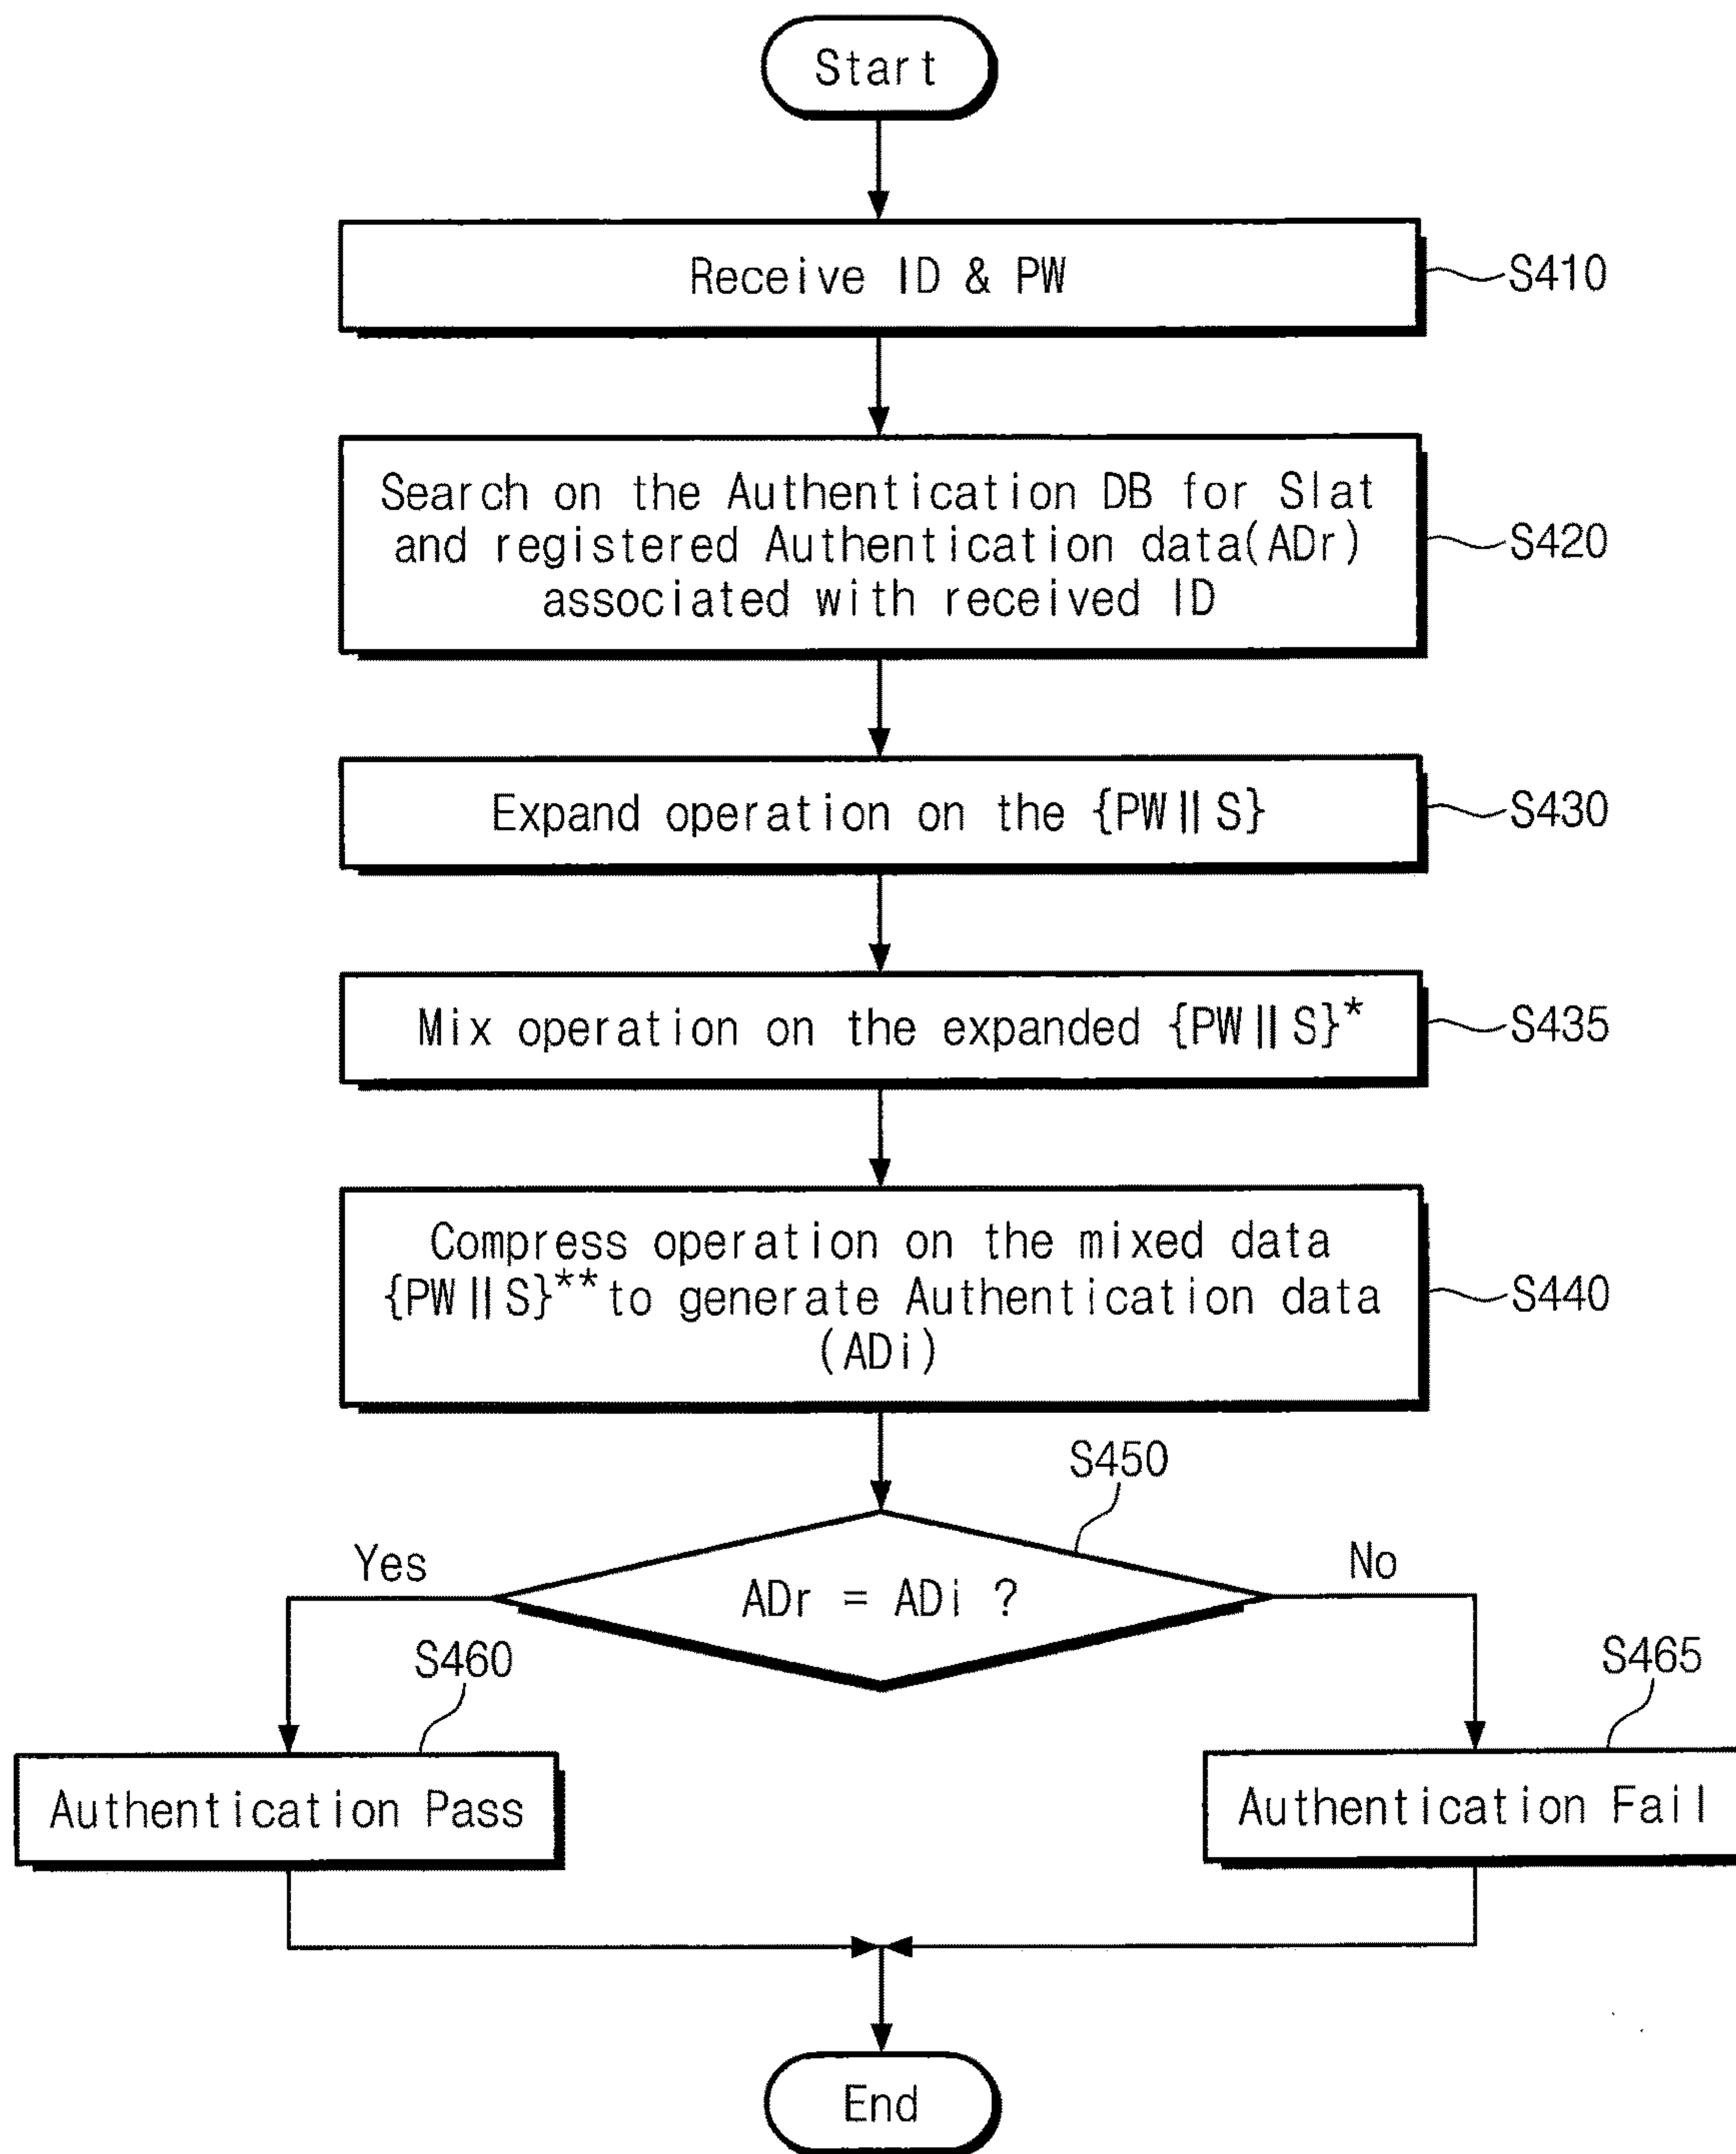 Start
Receive ID & PW
S410
Search on the Authentication DB for Slat
and registered Authentication data(ADr)
associated with received ID
S420
Expand operation on the {PW||S}
S430
Mix operation on the expanded {PW||S}*
S435
Compress operation on the mixed data
{PW||S}** to generate Authentication data
(ADi)
S440
S450
Yes
ADr = ADi ?
No
S460
S465
Authentication Pass
Authentication Fail
End